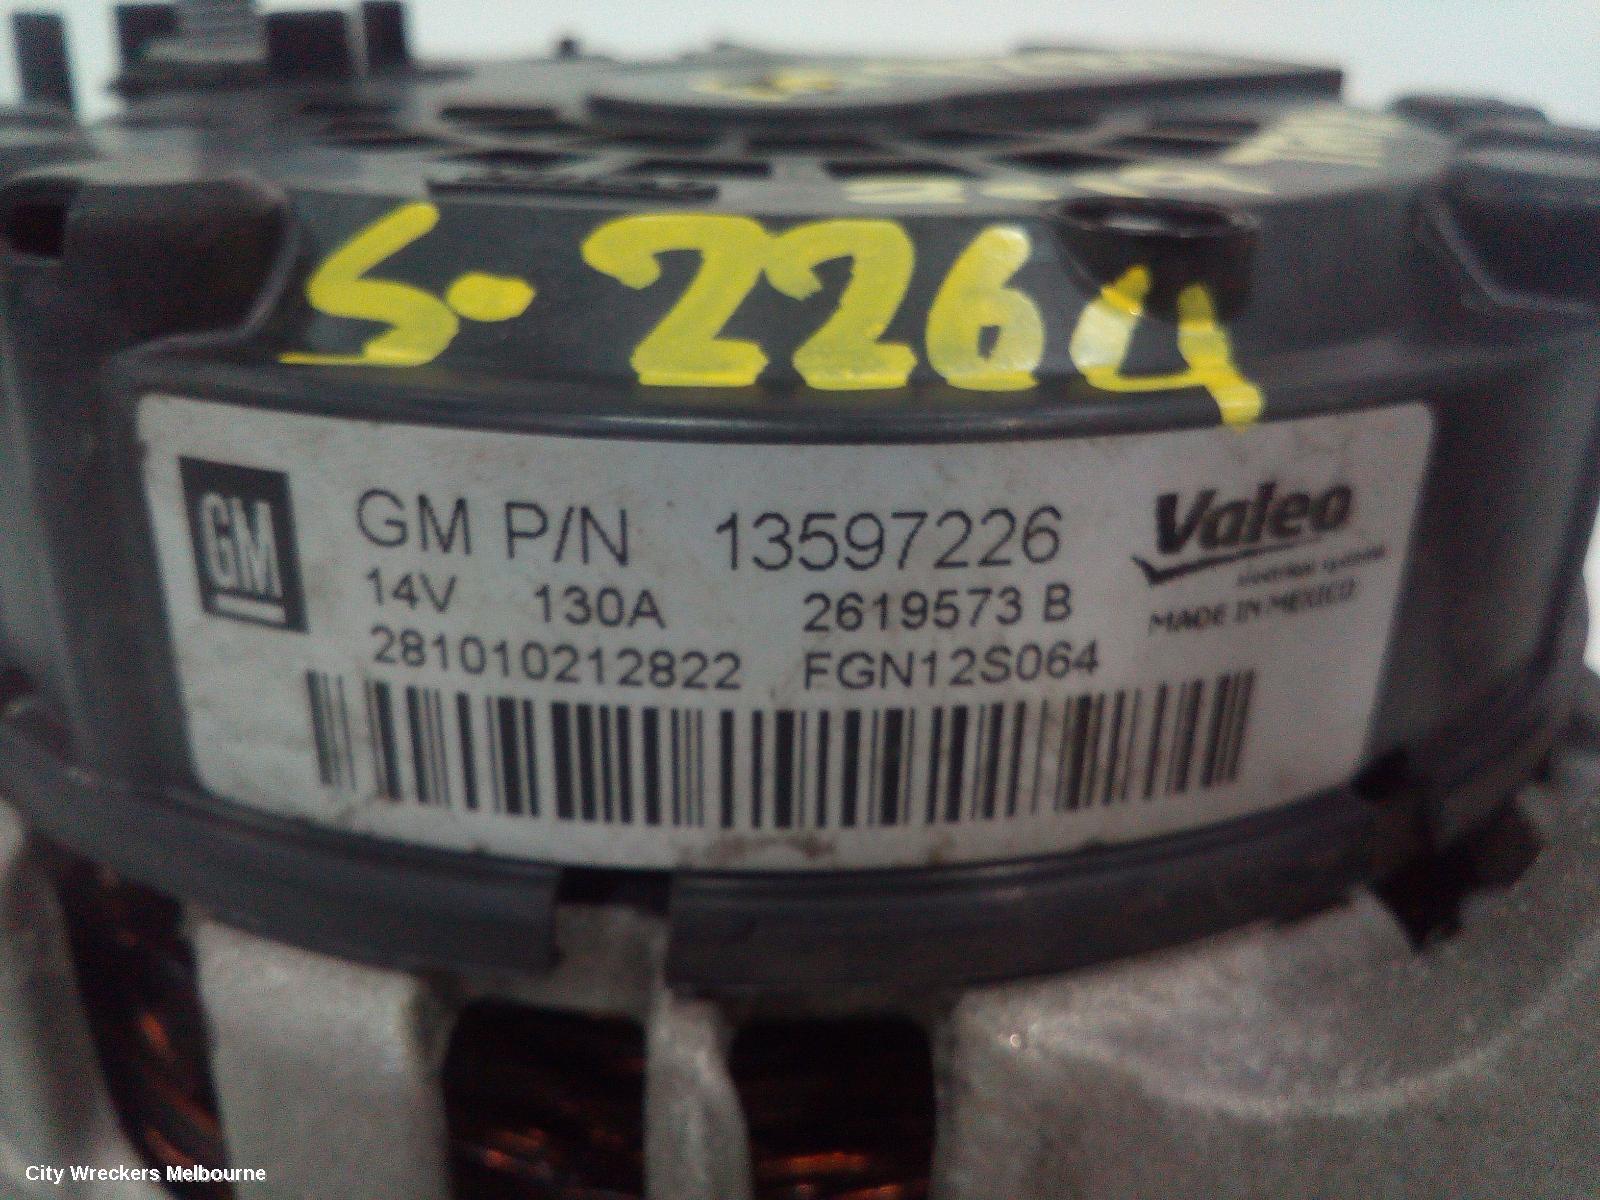 S. 2264
GM
GM P/N 13597226
Valeo
14V 130A 2619573 B
MADE IN MEXICO
281010212822 FGN12S064
City Wreckers Melbourne